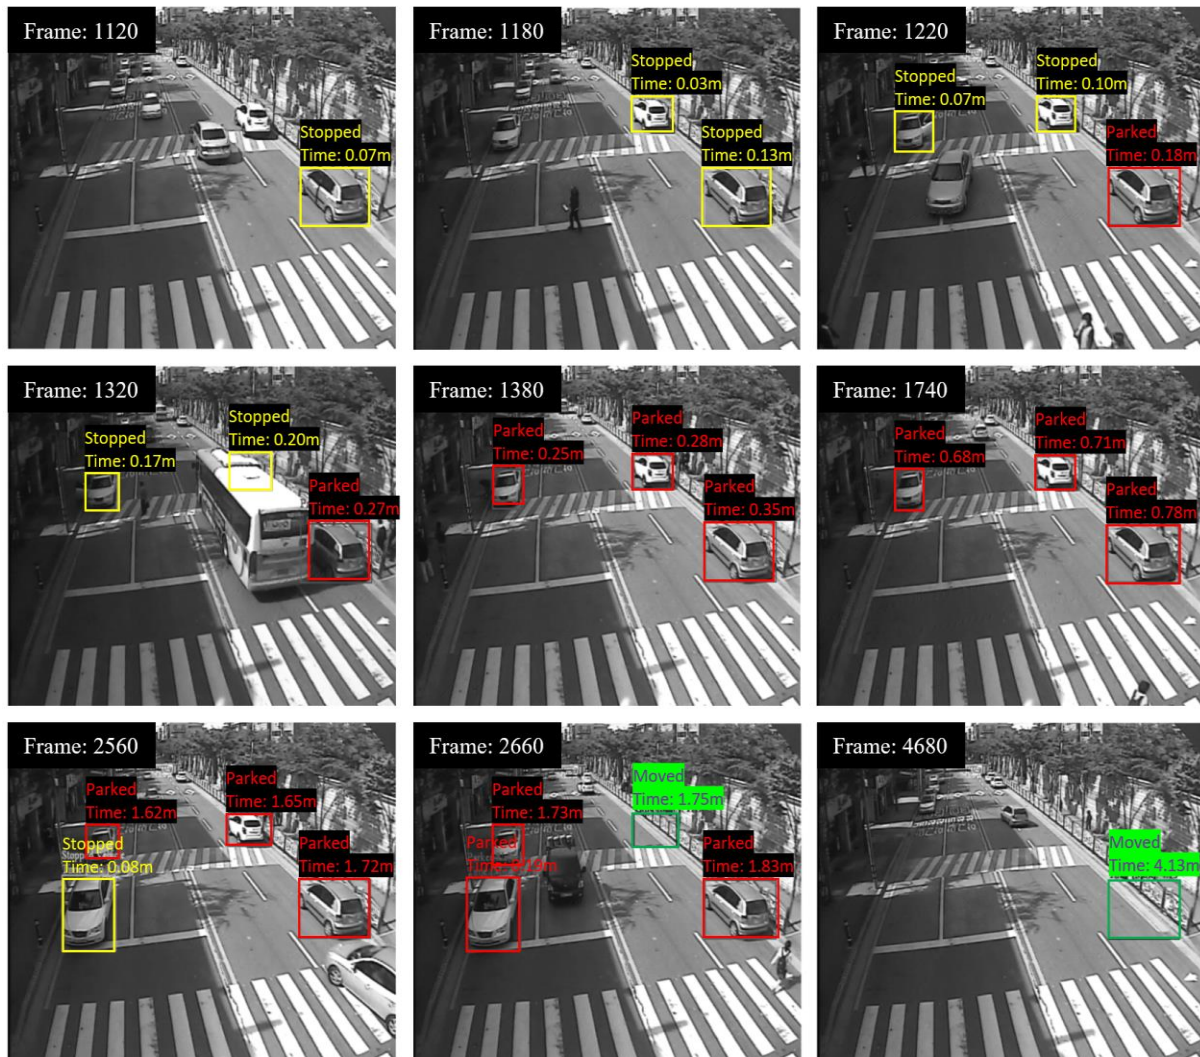 Frame: 1120
Stopped
Time: 0.07m
Frame: 1180
Stopped
Time: 0.03m
Stopped
Time: 0.13m
Frame: 1220
Stopped
Time: 0.07m
Stopped
Time: 0.10m
Parked
Time: 0.18m
Frame: 1320
Stopped
Time: 0.17m
Stopped
Time: 0.20m
Parked
Time: 0.27m
Frame: 1380
Parked
Time: 0.25m
Parked
Time: 0.28m
Parked
Time: 0.35m
Frame: 1740
Parked
Time: 0.68m
Parked
Time: 0.71m
Parked
Time: 0.78m
Frame: 2560
Parked
Time: 1.62m
Parked
Time: 1.65m
Stopped
Time: 0.08m
Parked
Time: 1.72m
Frame: 2660
Parked
Time: 1.73m
Moved
Time: 1.75m
Parked
Time: 0.19m
Parked
Time: 1.83m
Frame: 4680
Moved
Time: 4.13m